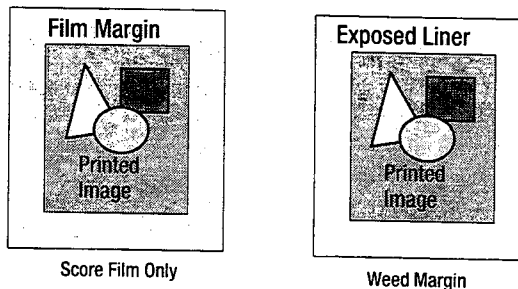 Film Margin
Printed
Image
Score Film Only
Exposed Liner
Printed
Image
Weed Margin